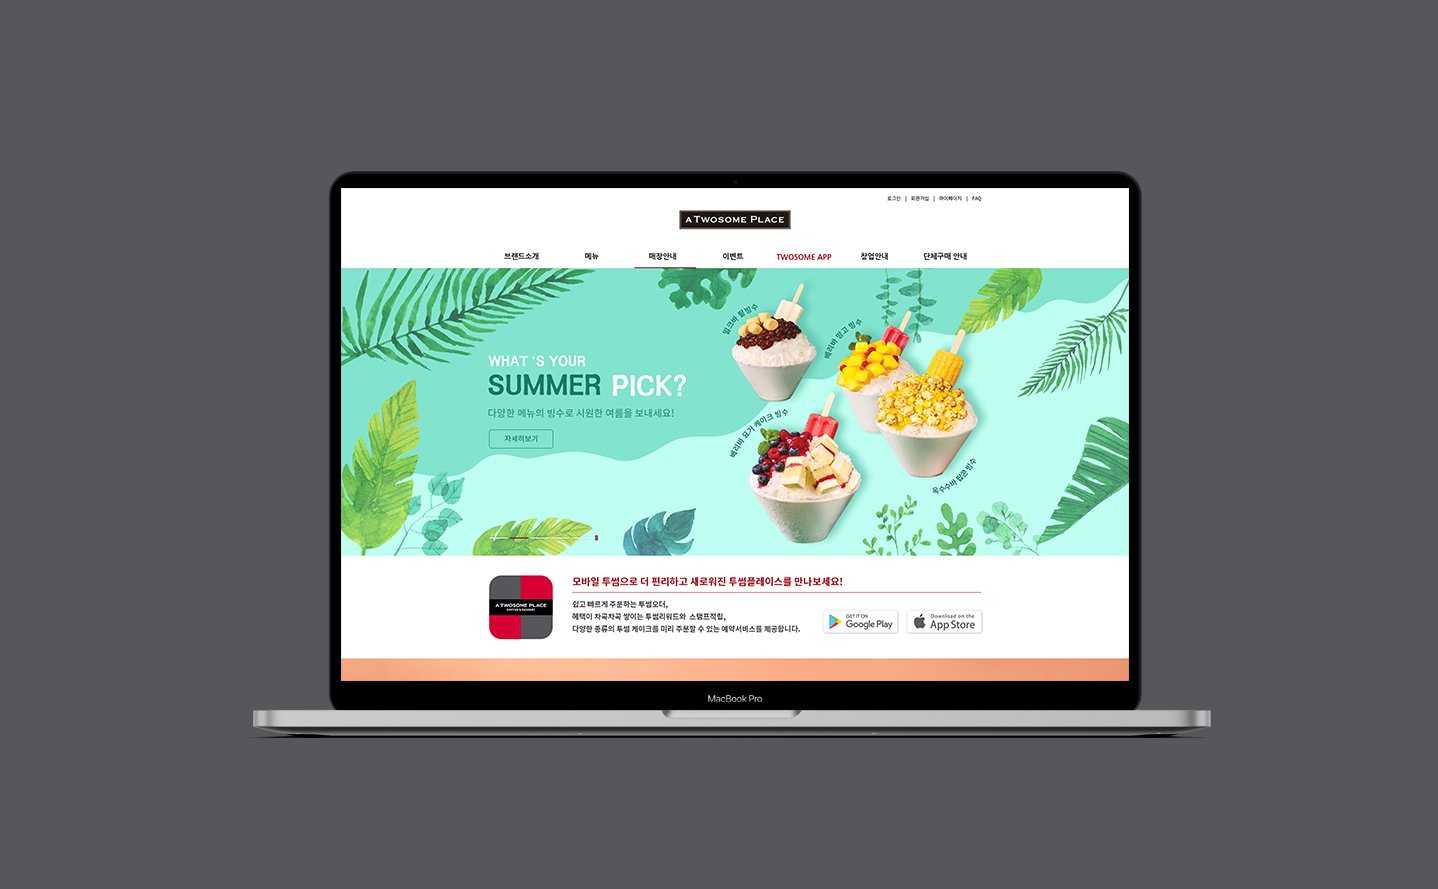 로그인 | 회원가입 | 마이페이지 | FAQ
A TWOSOME PLACE
브랜드소개 메뉴 매장안내 이벤트 TWOSOME APP 창업안내 단체구매 안내
밀크바 팥빙수
베리바 망고 빙수
WHAT'S YOUR
SUMMER PICK?
다양한 메뉴의 빙수로 시원한 여름을 보내세요!
자세히보기
베리바 요거 케이크 빙수
옥수수바 팝콘 빙수
모바일 투썸으로 더 편리하고 새로워진 투썸플레이스를 만나보세요!
A TWOSOME PLACE
COFFEE & DESSERT
쉽고 빠르게 주문하는 투썸오더,
혜택이 차곡차곡 쌓이는 투썸리워드와 스탬프적립,
다양한 종류의 투썸 케이크를 미리 주문할 수 있는 예약서비스를 제공합니다.
GET IT ON
Google Play
Download on the
App Store
MacBook Pro